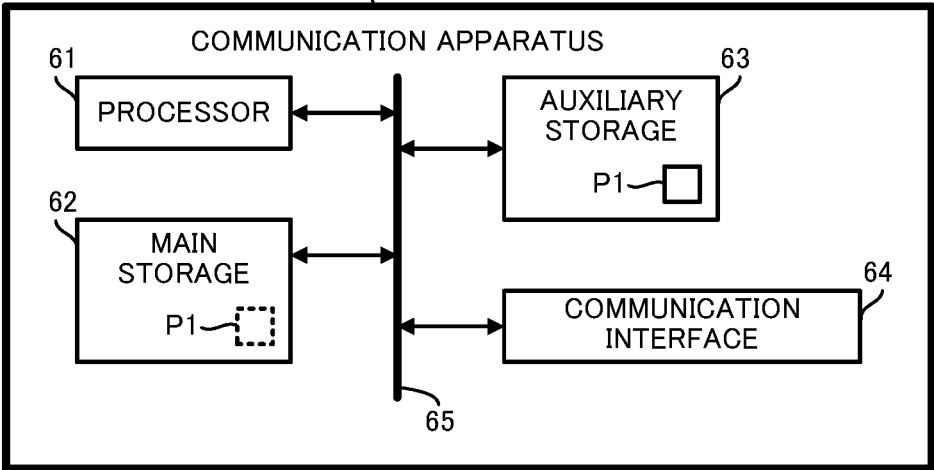 COMMUNICATION APPARATUS
61
PROCESSOR
63
AUXILIARY
STORAGE
P1
62
MAIN
STORAGE
P1
64
COMMUNICATION
INTERFACE
65